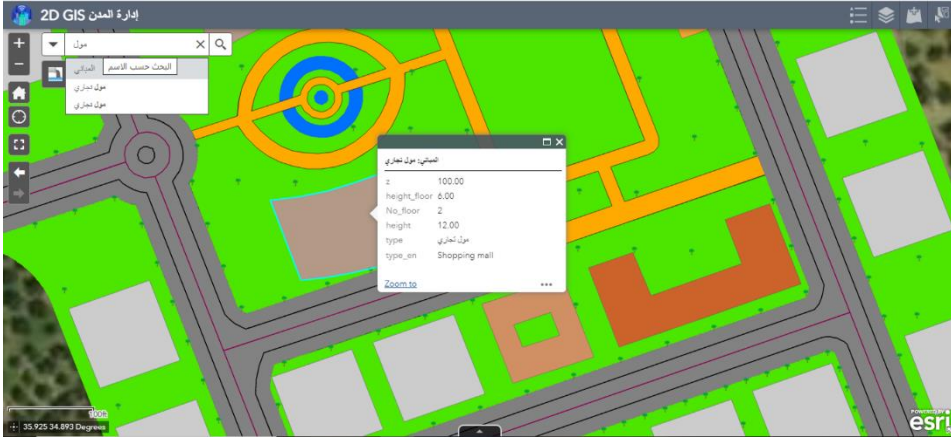 2D GIS إدارة المدن
مول
المباني
البحث حسب الاسم
مول تجاري
مول تجاري
المباني: مول تجاري
z 100.00
height_floor 6.00
No_floor 2
height 12.00
type مول تجاري
type_en Shopping mall
Zoom to
35.925 34.893 Degrees
POWERED BY
esri